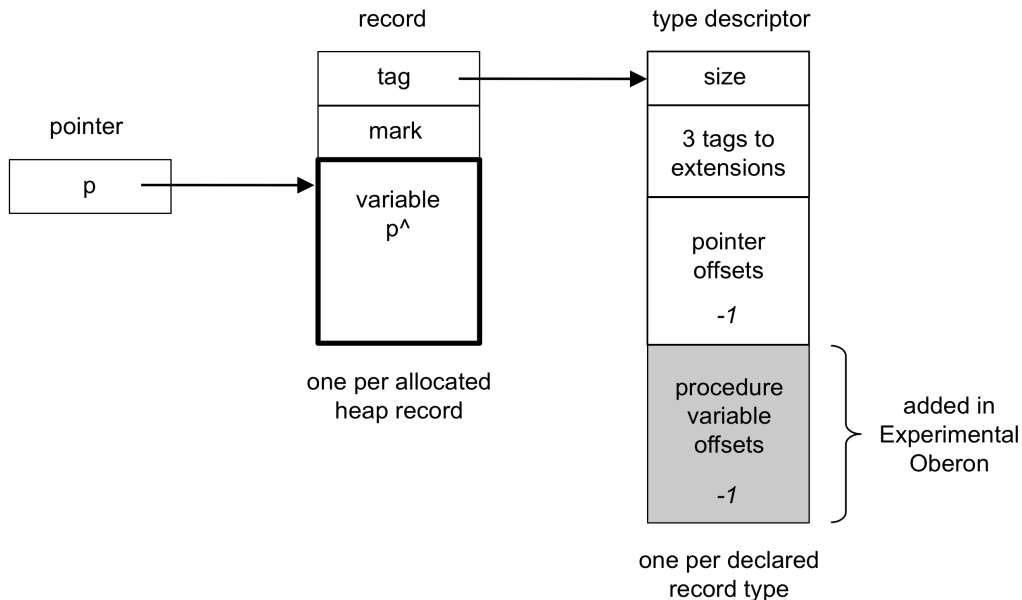 record
type descriptor
tag
size
mark
3 tags to
extensions
pointer
p
variable
p^
pointer
offsets
-1
one per allocated
heap record
procedure
variable
offsets
-1
added in
Experimental
Oberon
one per declared
record type